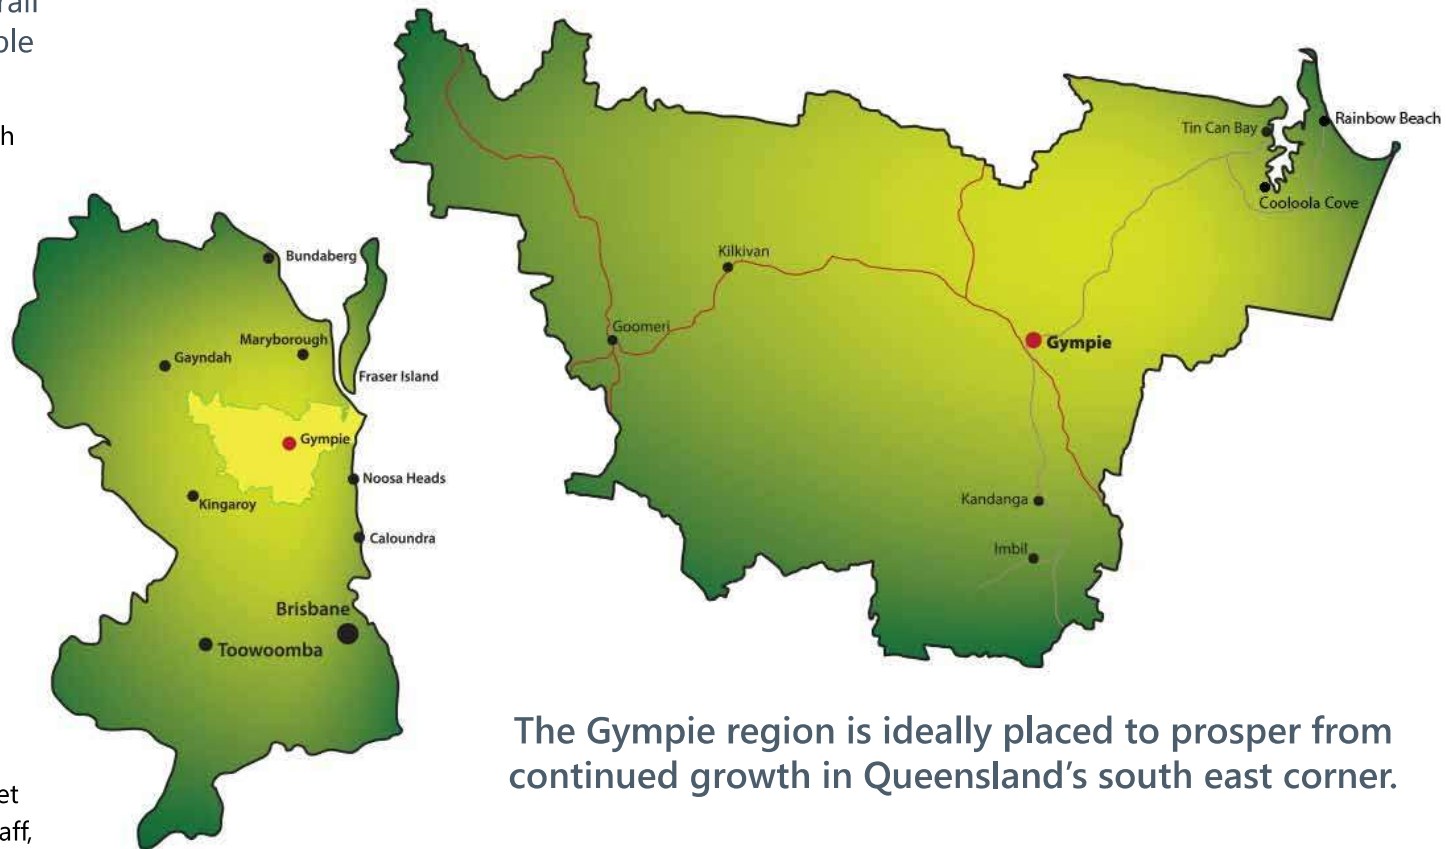 Bundaberg
Maryborough
Gayndah
Fraser Island
Gympie
Noosa Heads
Kingaroy
Caloundra
Brisbane
Toowoomba
Rainbow Beach
Tin Can Bay
Cooloola Cove
Kilkivan
Goomeri
Gympie
Kandanga
Imbil
The Gympie region is ideally placed to prosper from
continued growth in Queensland’s south east corner.